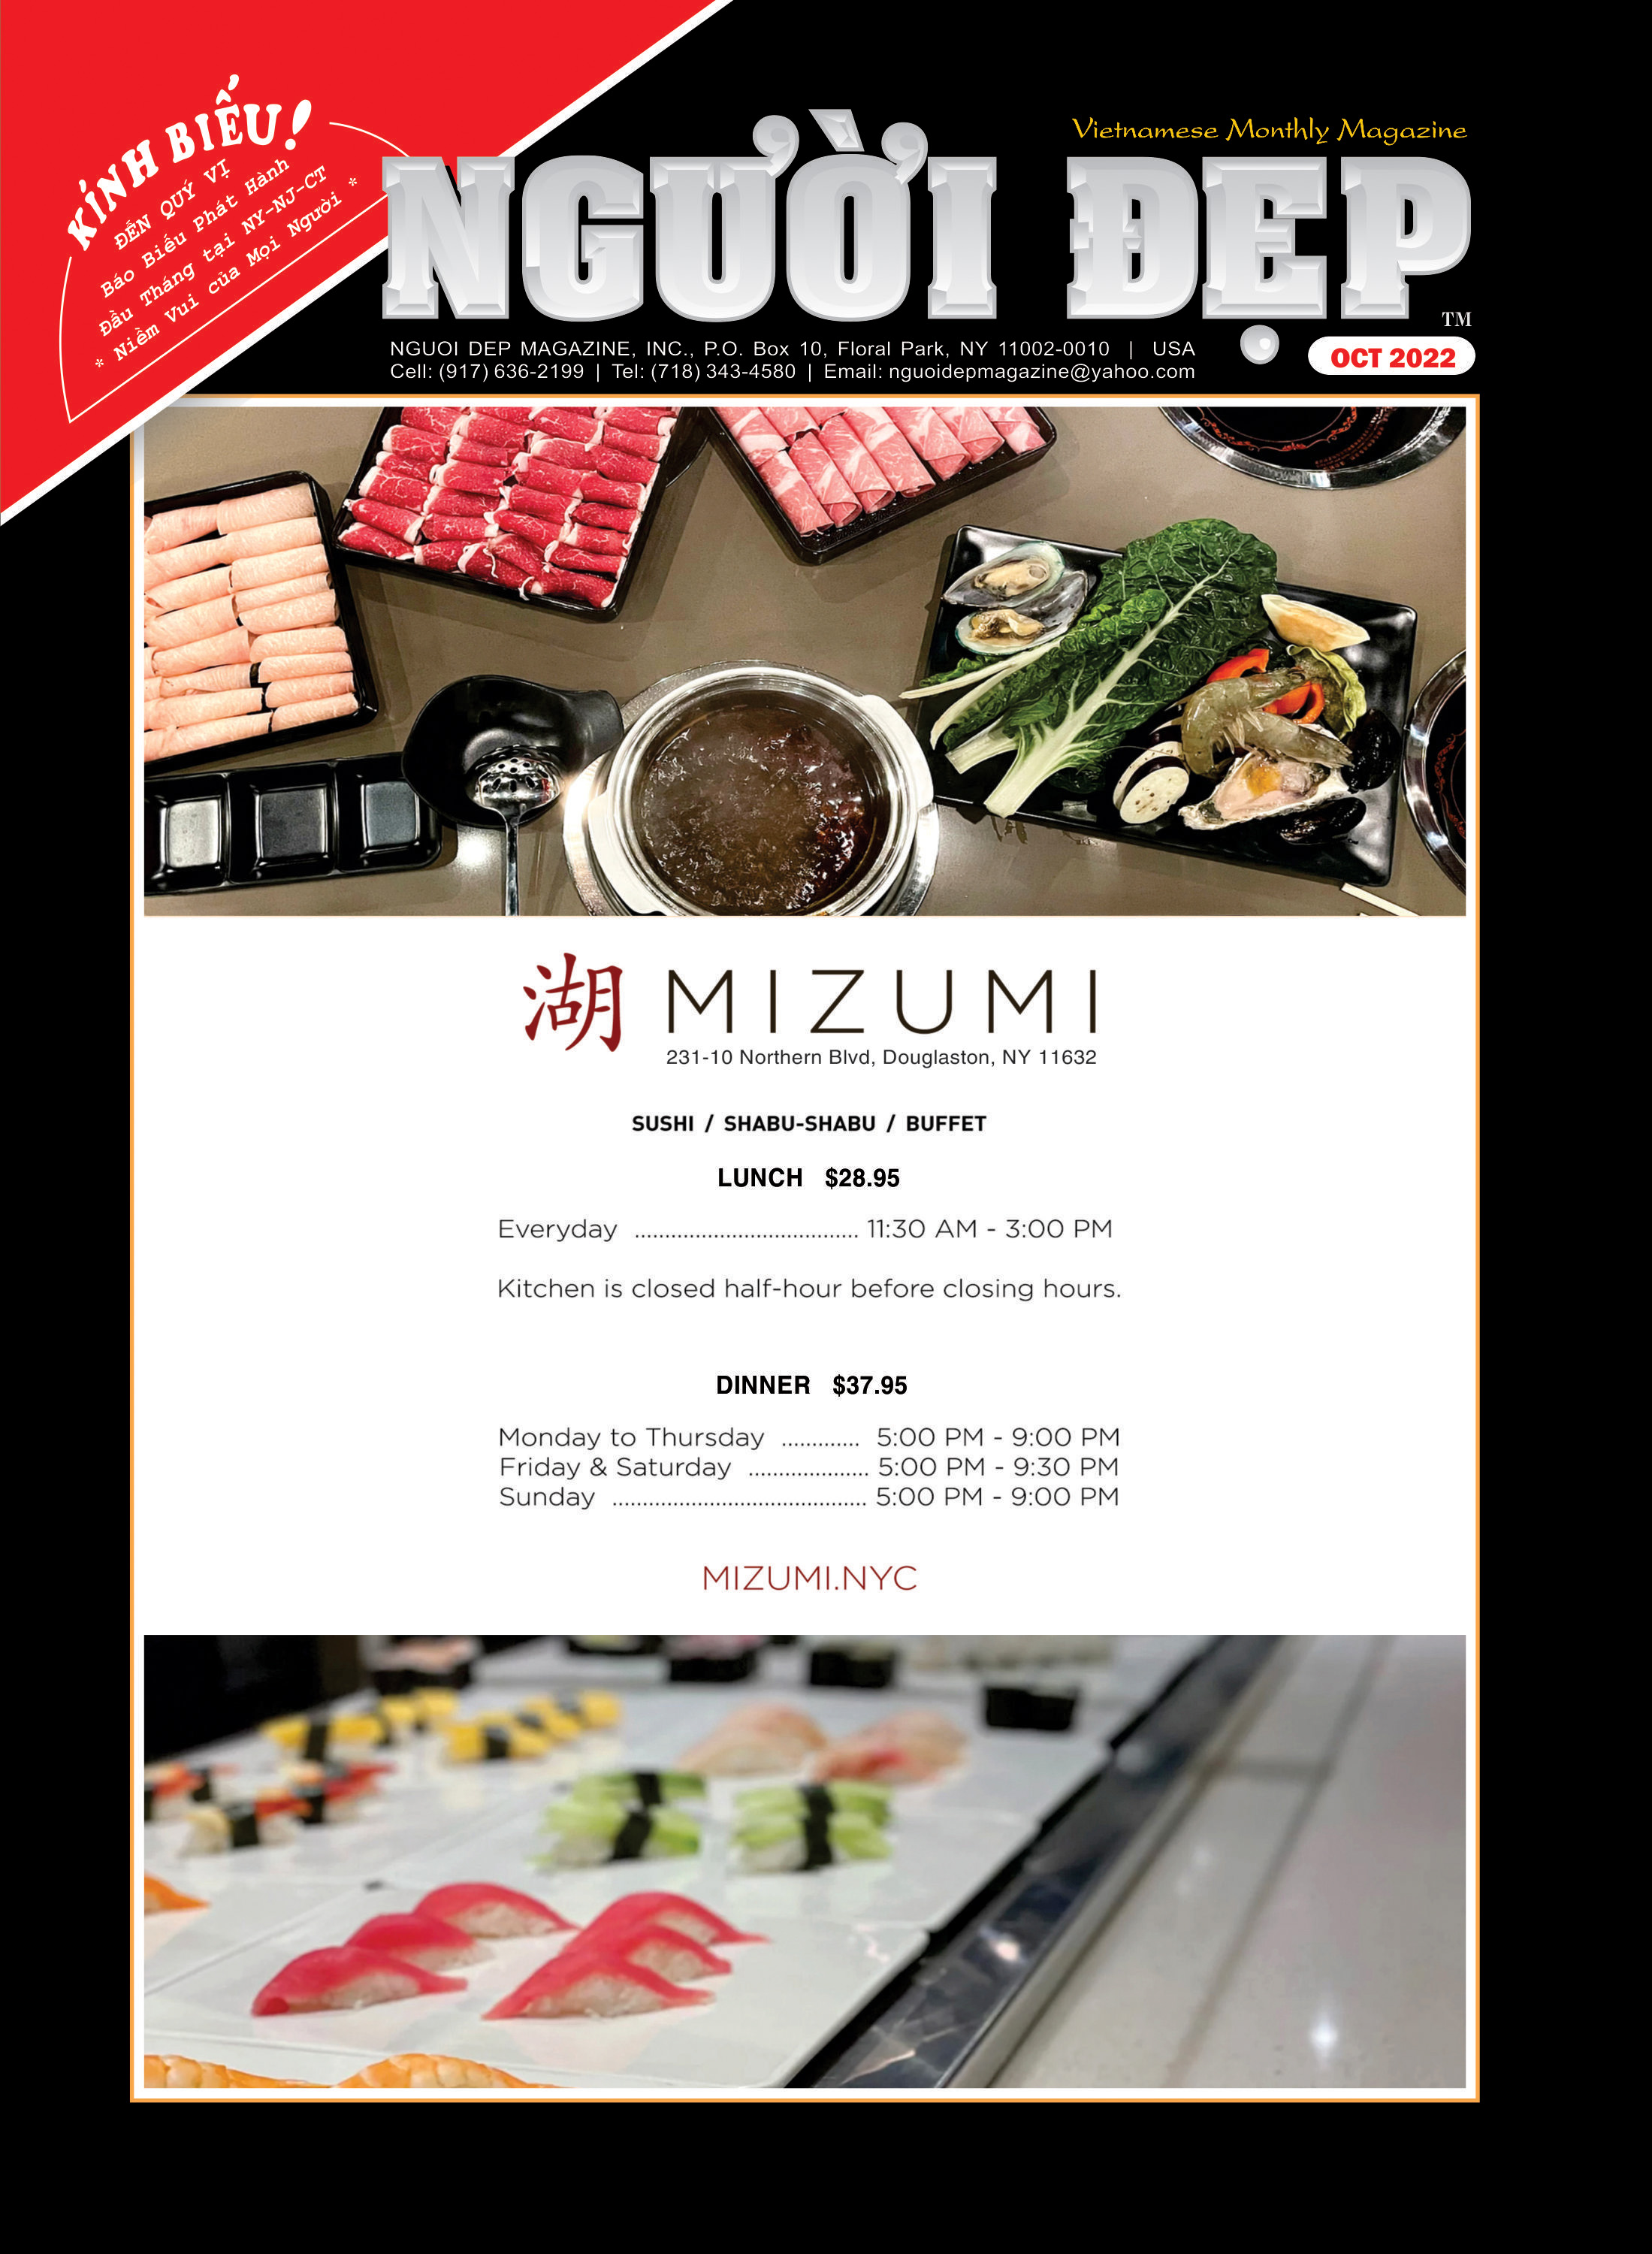 KÍNH BIẾU!
ĐẾN QUÝ VỊ
Báo Biếu Phát Hành
Đầu Tháng tại NY-NJ-CT
* Niềm Vui của Mọi Người *
Vietnamese Monthly Magazine
NGƯỜI ĐẸP
TM
NGUOI DEP MAGAZINE, INC., P.O. Box 10, Floral Park, NY 11002-0010 | USA
Cell: (917) 636-2199 | Tel: (718) 343-4580 | Email: nguoidepmagazine@yahoo.com
OCT 2022
湖 MIZUMI
231-10 Northern Blvd, Douglaston, NY 11632
SUSHI / SHABU-SHABU / BUFFET
LUNCH $28.95
Everyday ..................................... 11:30 AM - 3:00 PM
Kitchen is closed half-hour before closing hours.
DINNER $37.95
Monday to Thursday ............. 5:00 PM - 9:00 PM
Friday & Saturday .................... 5:00 PM - 9:30 PM
Sunday .......................................... 5:00 PM - 9:00 PM
MIZUMI.NYC